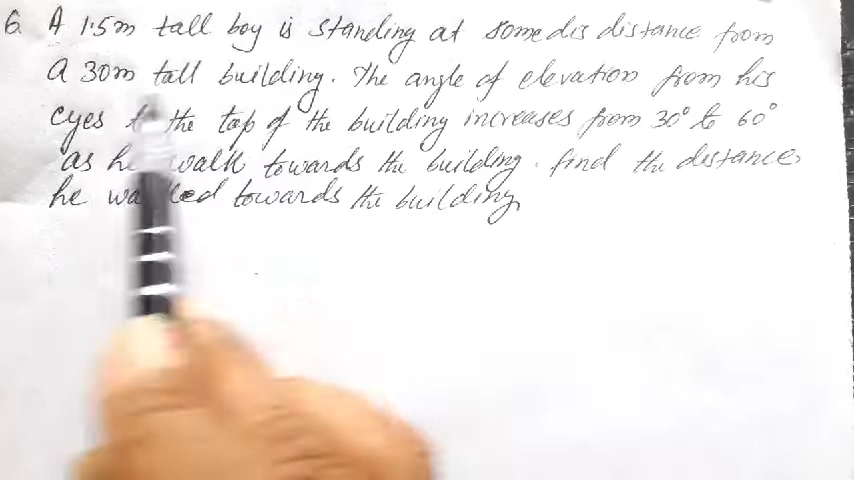 6. A 1.5m tall boy is standing at some dis distance from
a 30m tall building. The angle of elevation from his
eyes the top of the building increases from 30° to 60°
as walk towards the building. find the distance
he towards the building,